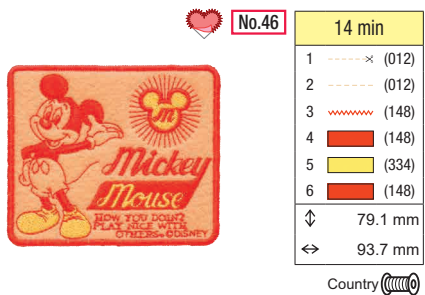 No.46
14 min
1 (012)
2 (012)
3 (148)
4 (148)
5 (334)
6 (148)
79.1 mm
93.7 mm
Country
M
Mickey
Mouse
HOW YOU DOIN?
PLAY NICE WITH
OTHERS. ©DISNEY